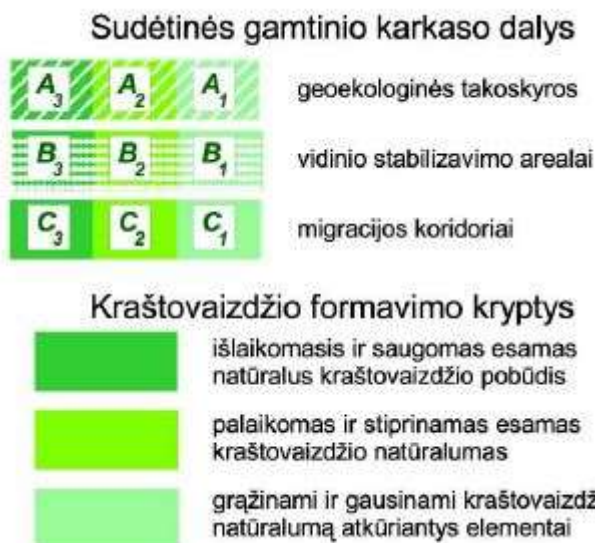 Sudėtinės gamtinio karkaso dalys
A3 A2 A1 geoekologinės takoskyros
B3 B2 B1 vidinio stabilizavimo arealai
C3 C2 C1 migracijos koridoriai
Kraštovaizdžio formavimo kryptys
išlaikomasis ir saugomas esamas
natūralus kraštovaizdžio pobūdis
palaikomas ir stiprinamas esamas
kraštovaizdžio natūralumas
grąžinami ir gausinami kraštovaizdž
natūralumą atkūriantys elementai